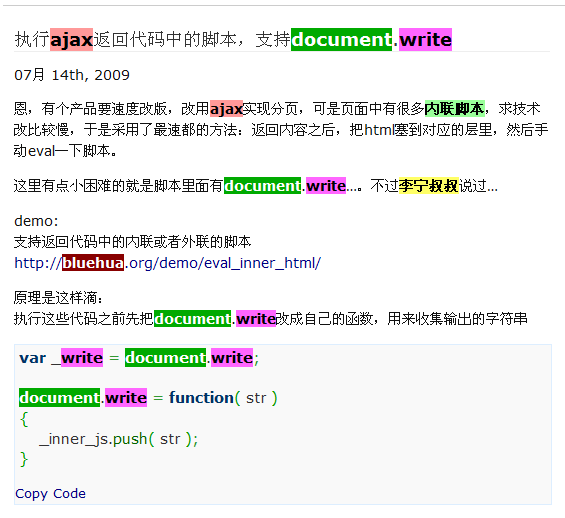 执行ajax返回代码中的脚本，支持document.write
07月 14th, 2009
恩，有个产品要速度改版，改用ajax实现分页，可是页面中有很多内联脚本，求技术
改比较慢，于是采用了最速都的方法：返回内容之后，把html塞到对应的层里，然后手
动eval一下脚本。
这里有点小困难的就是脚本里面有document.write...。不过李宁叔叔说过...
demo:
支持返回代码中的内联或者外联的脚本
http://bluehua.org/demo/eval_inner_html/
原理是这样滴：
执行这些代码之前先把document.write改成自己的函数，用来收集输出的字符串
var _write = document.write;
document.write = function( str )
{
_inner_js.push( str );
}
Copy Code